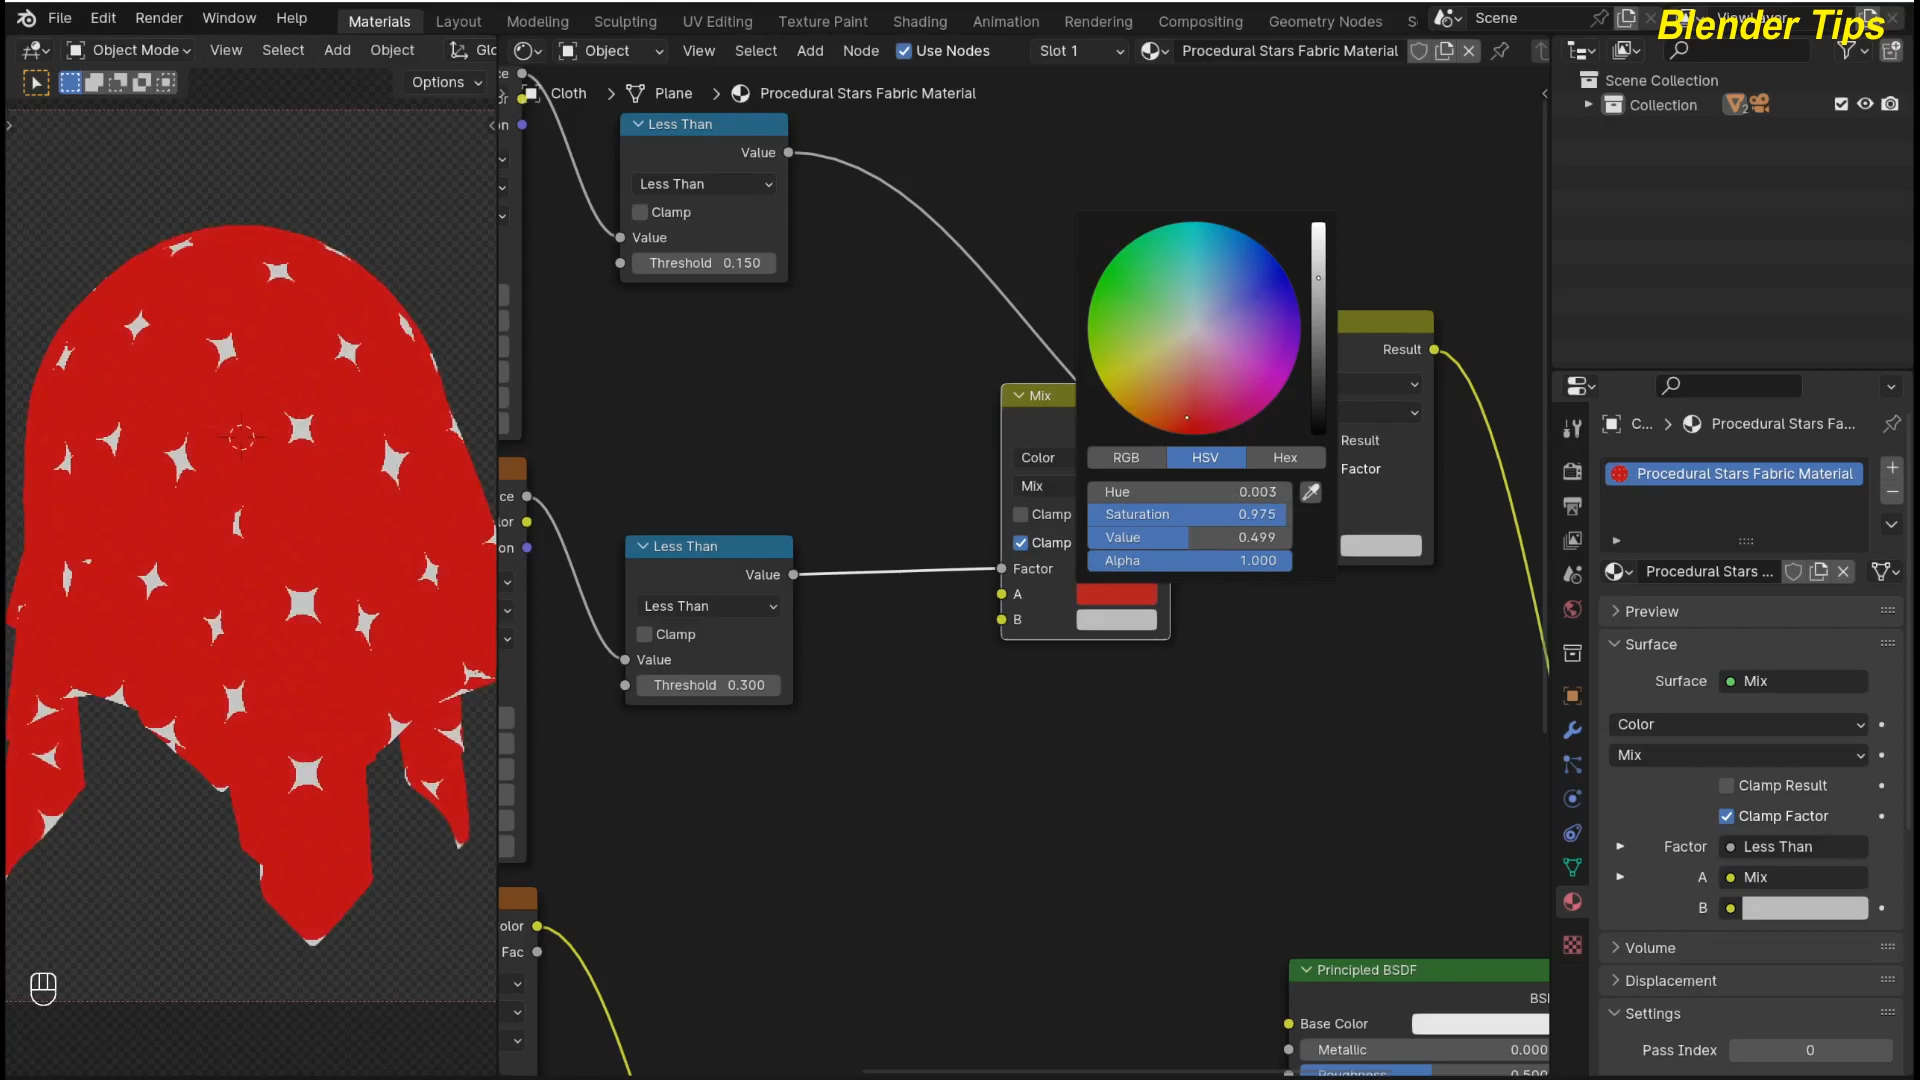 File Edit Render Window Help Materials Layout Modeling Sculpting UV Editing Texture Paint Shading Animation Rendering Compositing Geometry Nodes Scene
Blender Tips
Object Mode View Select Add Object
Object View Select Add Node Use Nodes Slot 1 Procedural Stars Fabric Material
Options
Cloth > Plane > Procedural Stars Fabric Material
Scene Collection
Collection
2
Less Than
Value
Less Than
Clamp
Value
Threshold 0.150
Result
Result
Factor
Mix
Color
Mix
Clamp
Clamp
Factor
A
B
RGB HSV Hex
Hue 0.003
Saturation 0.975
Value 0.499
Alpha 1.000
Less Than
Value
Less Than
Clamp
Value
Threshold 0.300
olor
Fac
Principled BSDF
Base Color
Metallic 0.000
Roughness 0.500
C... > Procedural Stars Fa...
Procedural Stars Fabric Material
Procedural Stars ...
Preview
Surface
Surface Mix
Color
Mix
Clamp Result
Clamp Factor
Factor Less Than
A Mix
B
Volume
Displacement
Settings
Pass Index 0